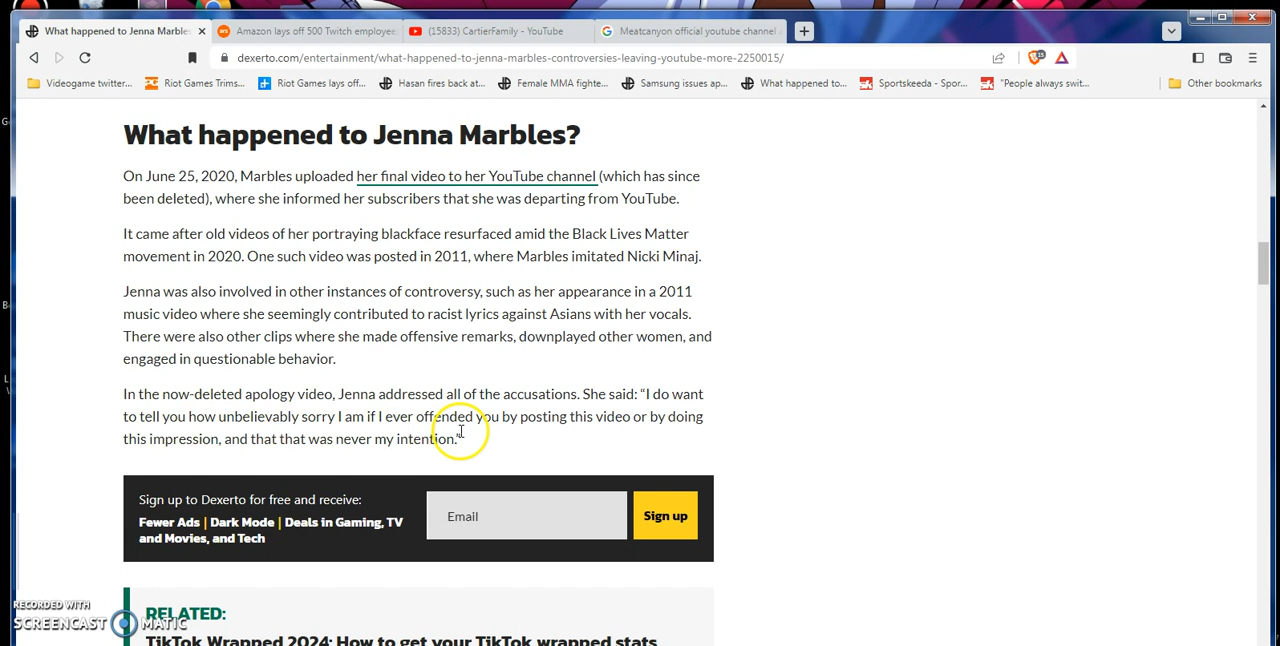 What happened to Jenna Marbles
Amazon lays off 500 Twitch employee
(15833) CartierFamily - YouTube
Meatcanyon official youtube channel
dexerto.com/entertainment/what-happened-to-jenna-marbles-controversies-leaving-youtube-more-2250015/
15
Videogame twitter...
Riot Games Trims...
Riot Games lays off...
Hasan fires back at...
Female MMA fighte...
Samsung issues ap...
What happened to...
Sportskeeda - Spor...
"People always swit...
Other bookmarks
What happened to Jenna Marbles?
On June 25, 2020, Marbles uploaded her final video to her YouTube channel (which has since
been deleted), where she informed her subscribers that she was departing from YouTube.
It came after old videos of her portraying blackface resurfaced amid the Black Lives Matter
movement in 2020. One such video was posted in 2011, where Marbles imitated Nicki Minaj.
Jenna was also involved in other instances of controversy, such as her appearance in a 2011
music video where she seemingly contributed to racist lyrics against Asians with her vocals.
There were also other clips where she made offensive remarks, downplayed other women, and
engaged in questionable behavior.
In the now-deleted apology video, Jenna addressed all of the accusations. She said: “I do want
to tell you how unbelievably sorry I am if I ever offended you by posting this video or by doing
this impression, and that that was never my intention.”
Sign up to Dexerto for free and receive:
Fewer Ads | Dark Mode | Deals in Gaming, TV
and Movies, and Tech
Email
Sign up
RELATED:
TikTok Wrapped 2024: How to get your TikTok wrapped stats
RECORDED WITH
SCREENCAST MATIC